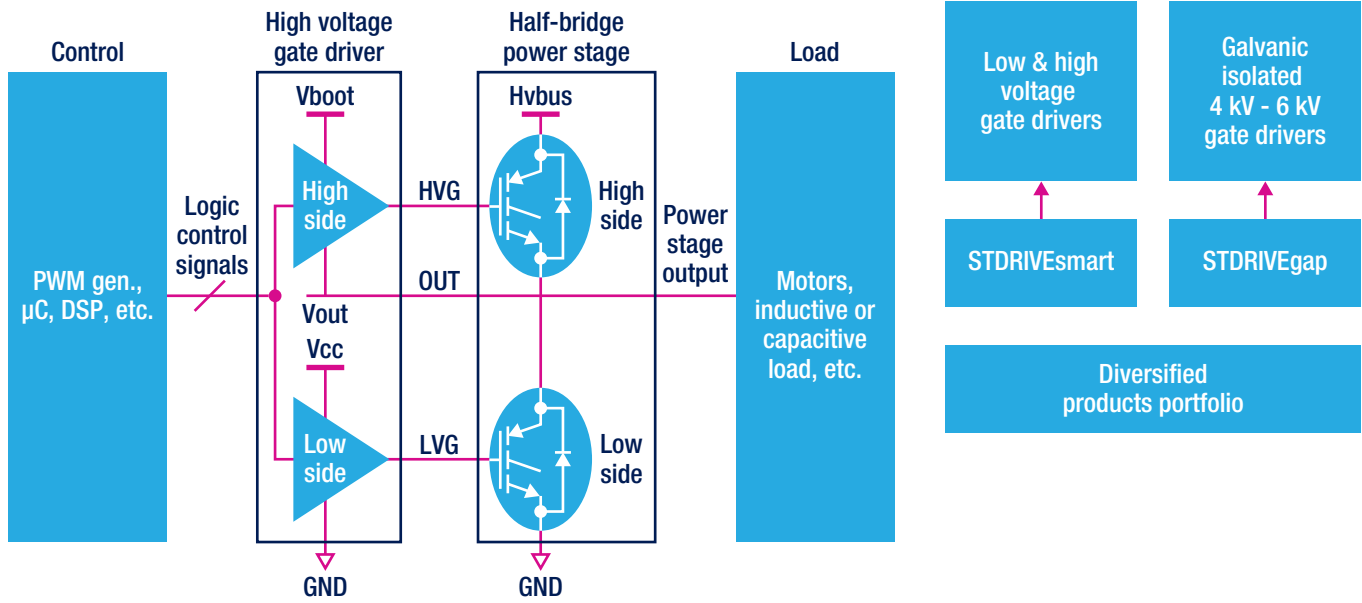 Control
PWM gen.,
µC, DSP, etc.
Logic
control
signals
High voltage
gate driver
Vboot
High
side
Vout
Vcc
Low
side
GND
HVG
OUT
LVG
Half-bridge
power stage
Hvbus
High
side
Low
side
GND
Power
stage
output
Load
Motors,
inductive or
capacitive
load, etc.
Low & high
voltage
gate drivers
STDRIVEsmart
Galvanic
isolated
4 kV - 6 kV
gate drivers
STDRIVEgap
Diversified
products portfolio